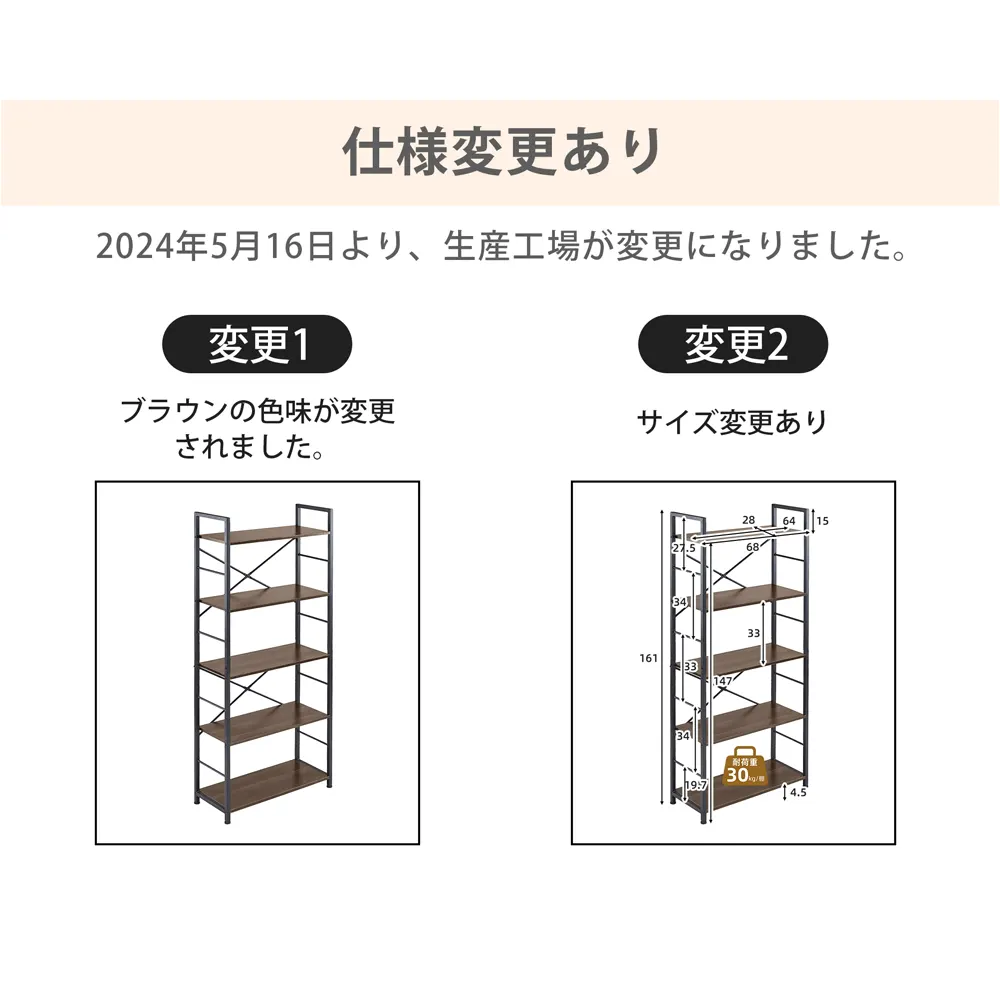 仕様変更あり
2024年5月16日より、生産工場が変更になりました。
変更1
ブラウンの色味が変更
されました。
変更2
サイズ変更あり
28
64
15
27.5
68
34
33
161
33
147
34
耐荷重
30kg/棚
19.7
4.5